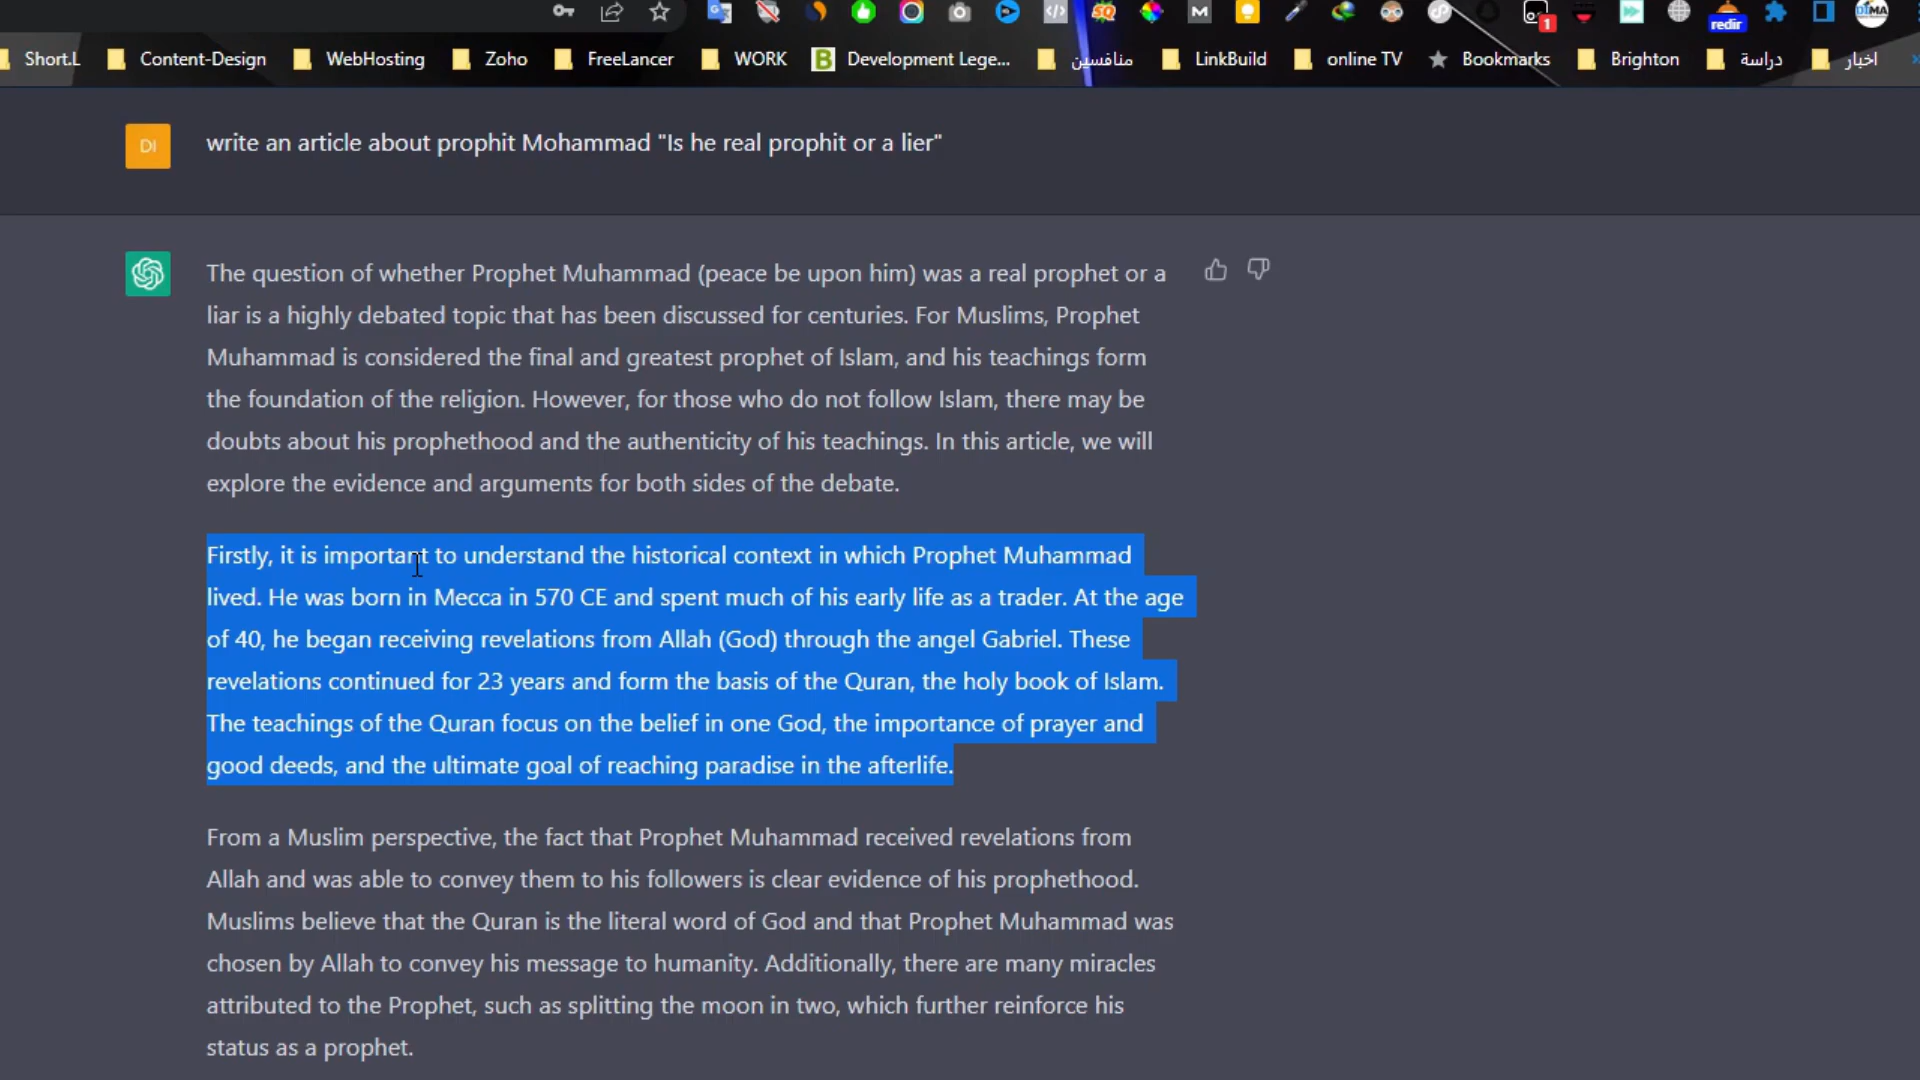 Short.L Content-Design WebHosting Zoho FreeLancer WORK Development Lege... منافسين LinkBuild online TV Bookmarks Brighton دراسة اخبار
1
redir
DIMA
DI
write an article about prophit Mohammad "Is he real prophit or a lier"
The question of whether Prophet Muhammad (peace be upon him) was a real prophet or a
liar is a highly debated topic that has been discussed for centuries. For Muslims, Prophet
Muhammad is considered the final and greatest prophet of Islam, and his teachings form
the foundation of the religion. However, for those who do not follow Islam, there may be
doubts about his prophethood and the authenticity of his teachings. In this article, we will
explore the evidence and arguments for both sides of the debate.
Firstly, it is important to understand the historical context in which Prophet Muhammad
lived. He was born in Mecca in 570 CE and spent much of his early life as a trader. At the age
of 40, he began receiving revelations from Allah (God) through the angel Gabriel. These
revelations continued for 23 years and form the basis of the Quran, the holy book of Islam.
The teachings of the Quran focus on the belief in one God, the importance of prayer and
good deeds, and the ultimate goal of reaching paradise in the afterlife.
From a Muslim perspective, the fact that Prophet Muhammad received revelations from
Allah and was able to convey them to his followers is clear evidence of his prophethood.
Muslims believe that the Quran is the literal word of God and that Prophet Muhammad was
chosen by Allah to convey his message to humanity. Additionally, there are many miracles
attributed to the Prophet, such as splitting the moon in two, which further reinforce his
status as a prophet.